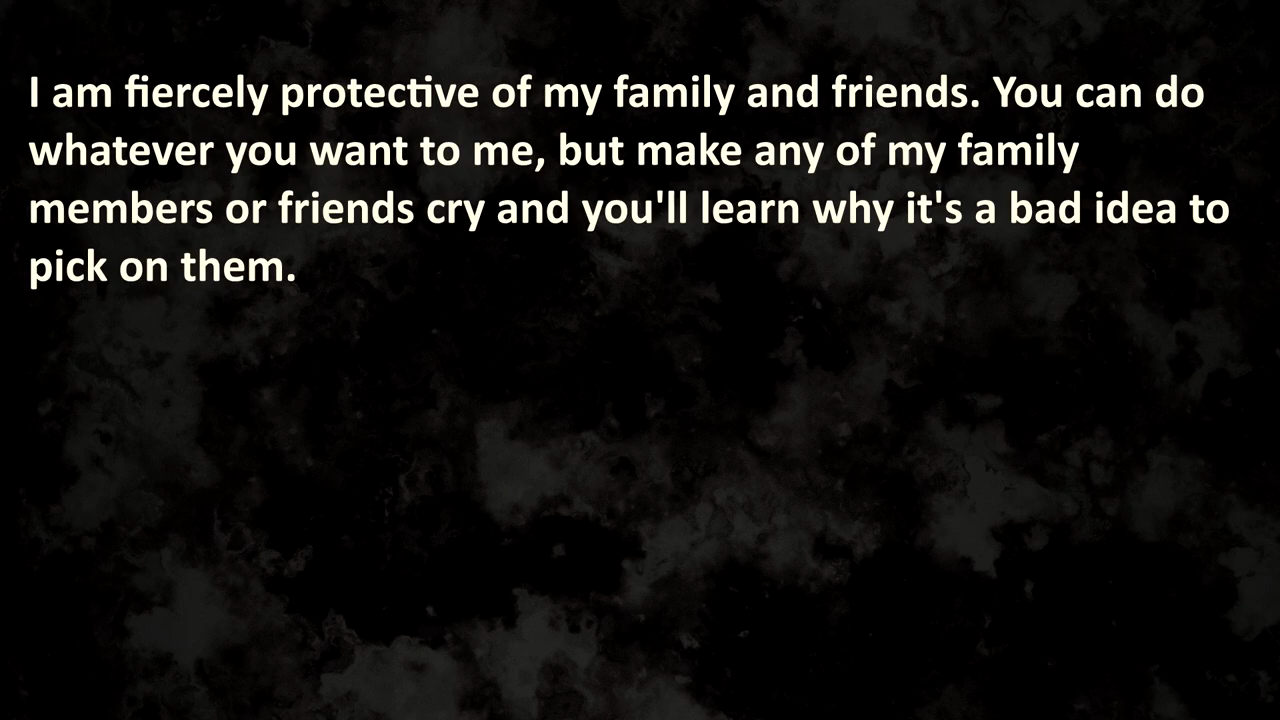 I am fiercely protective of my family and friends. You can do
whatever you want to me, but make any of my family
members or friends cry and you'll learn why it's a bad idea to
pick on them.